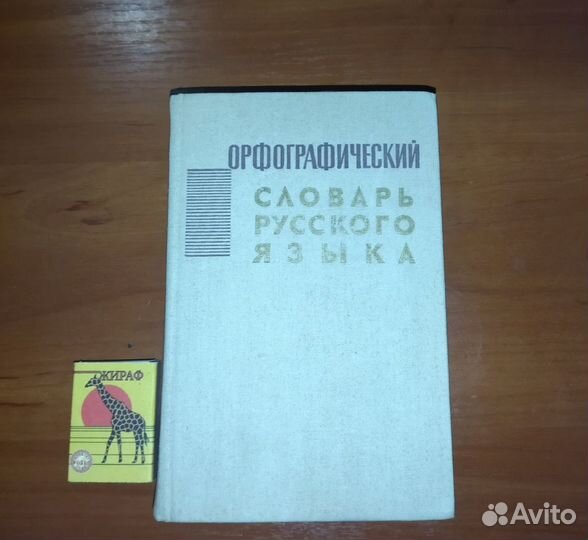 ОРФОГРАФИЧЕСКИЙ
СЛОВАРЬ
РУССКОГО
ЯЗЫКА
ЖИРАФ
Avito